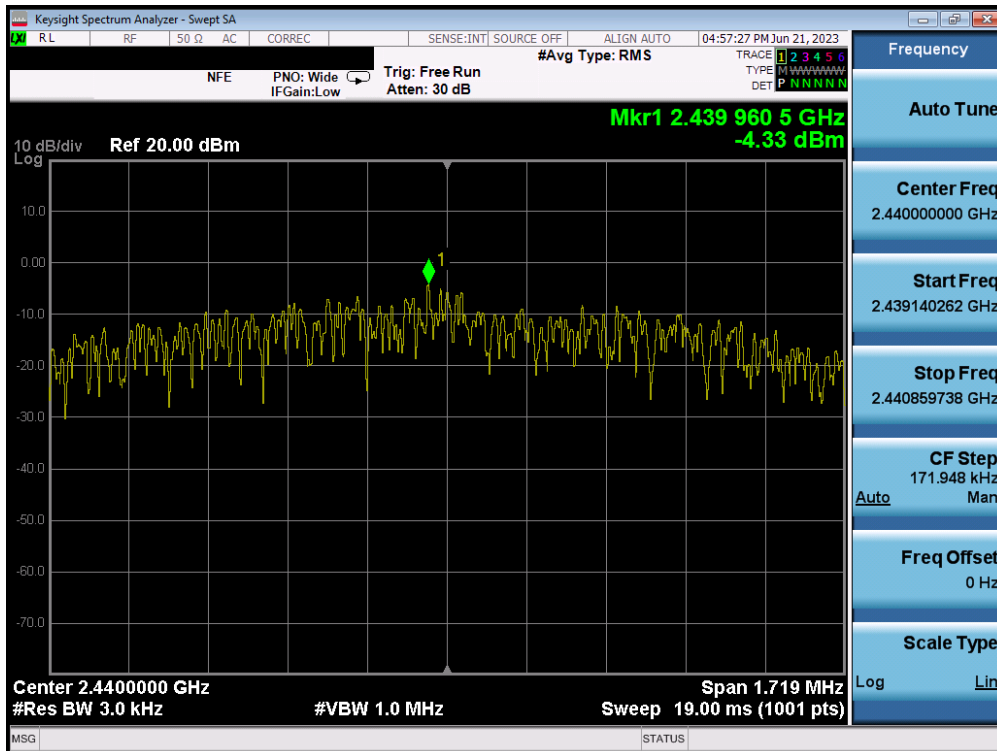 Keysight Spectrum Analyzer - Swept SA
LXI RL RF 50 Ω AC CORREC SENSE:INT SOURCE OFF ALIGN AUTO 04:57:27 PM Jun 21, 2023
NFE PNO: Wide IFGain:Low
Trig: Free Run
Atten: 30 dB
#Avg Type: RMS
TRACE 1 2 3 4 5 6
TYPE M WWWWW
DET P N N N N N
Mkr1 2.439 960 5 GHz
-4.33 dBm
10 dB/div Ref 20.00 dBm
Log
10.0
0.00
-10.0
-20.0
-30.0
-40.0
-50.0
-60.0
-70.0
1
Center 2.4400000 GHz Span 1.719 MHz
#Res BW 3.0 kHz #VBW 1.0 MHz Sweep 19.00 ms (1001 pts)
MSG STATUS
Frequency
Auto Tune
Center Freq
2.440000000 GHz
Start Freq
2.439140262 GHz
Stop Freq
2.440859738 GHz
CF Step
171.948 kHz
Auto Man
Freq Offset
0 Hz
Scale Type
Log Lin